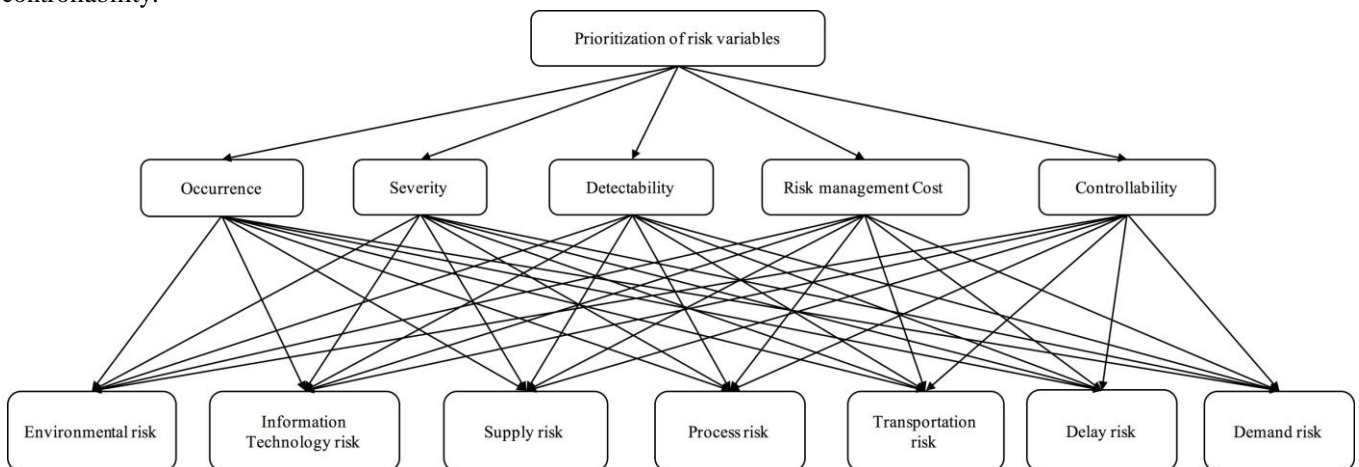 controllability.
Prioritization of risk variables
Occurrence
Severity
Detectability
Risk management Cost
Controllability
Environmental risk
Information
Technology risk
Supply risk
Process risk
Transportation
risk
Delay risk
Demand risk